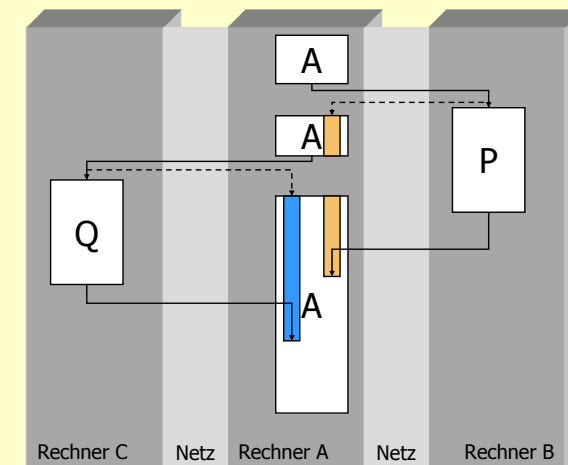 A
A
P
Q
A
Rechner C
Netz
Rechner A
Netz
Rechner B